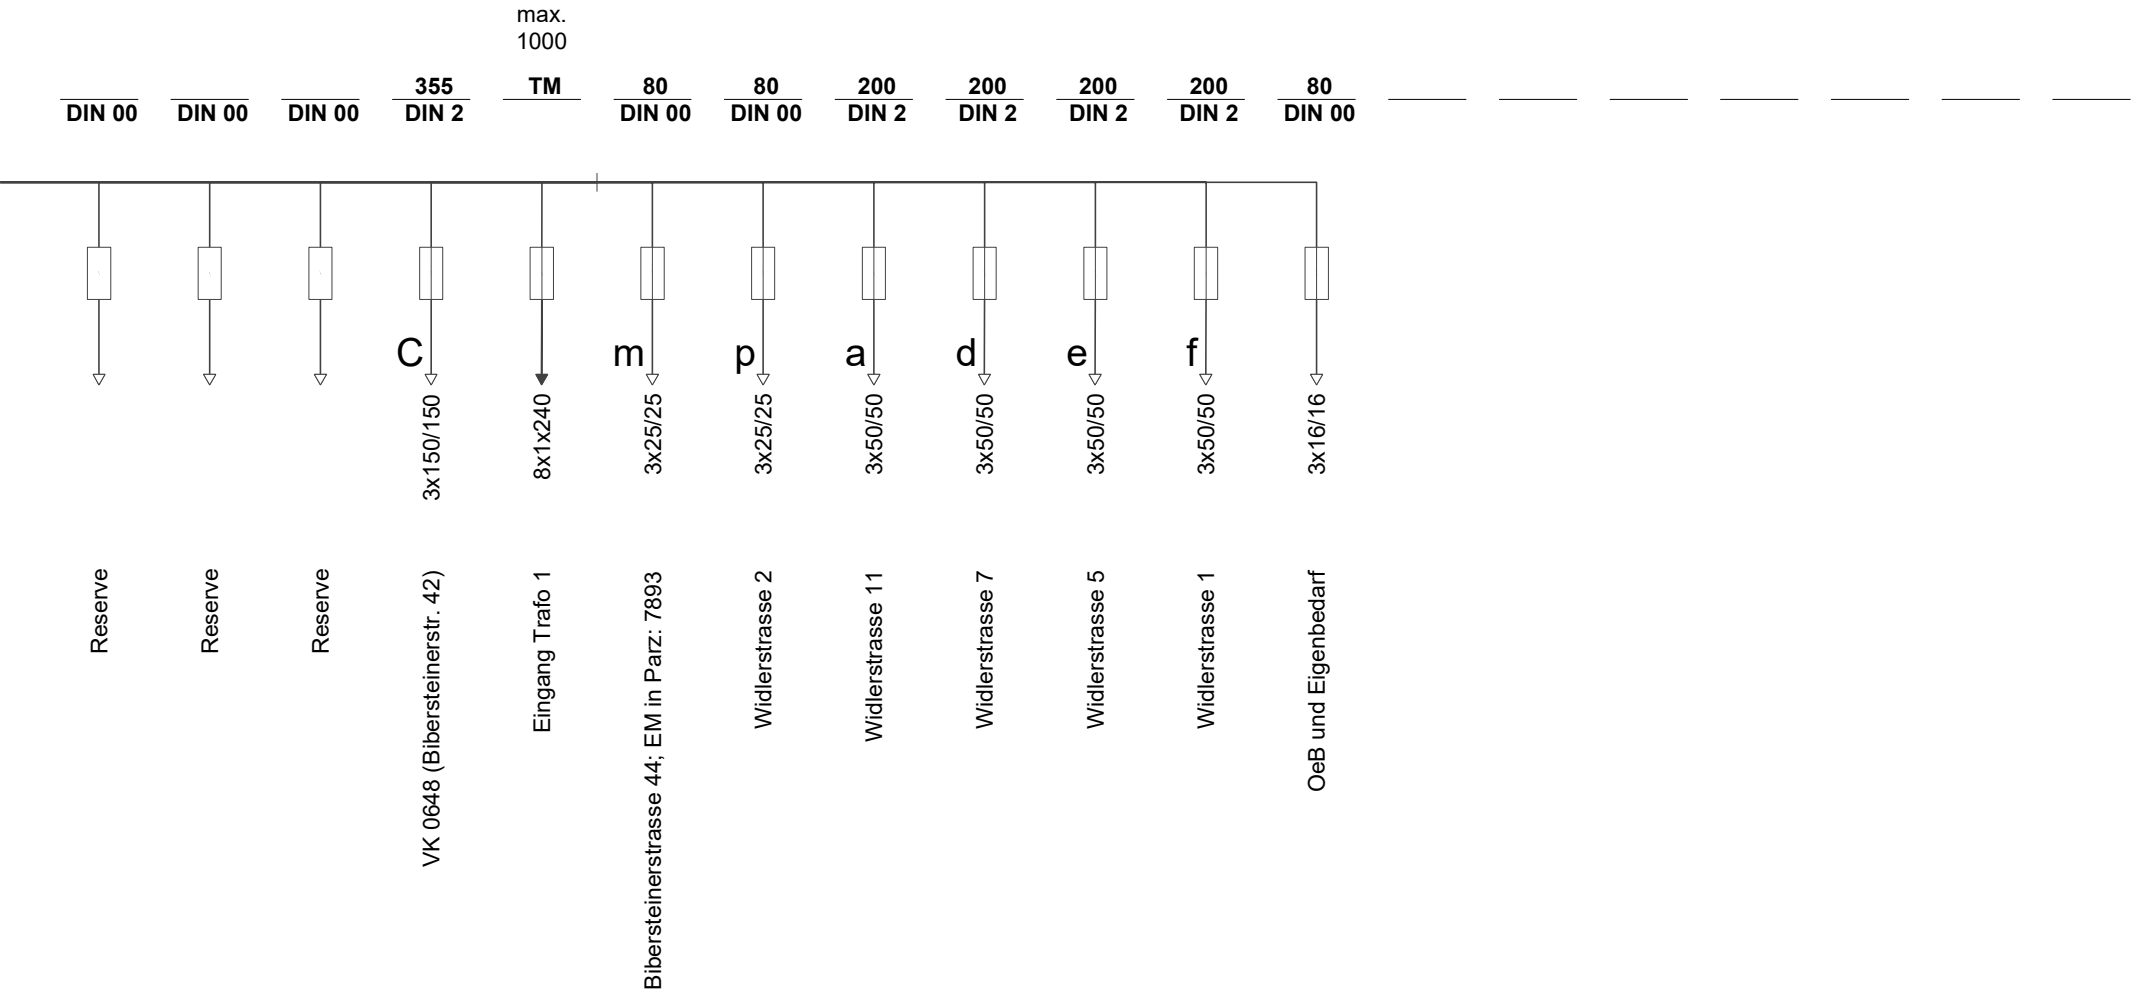 max.
1000
355
TM
80
80
200
200
200
200
80
DIN 00
DIN 00
DIN 00
DIN 2
DIN 00
DIN 00
DIN 2
DIN 2
DIN 2
DIN 2
DIN 00
C
m
p
a
d
e
f
3x150/150
8x1x240
3x25/25
3x25/25
3x50/50
3x50/50
3x50/50
3x50/50
3x16/16
Reserve
Reserve
Reserve
VK 0648 (Bibersteinerstr. 42)
Eingang Trafo 1
Bibersteinerstrasse 44; EM in Parz: 7893
Widlerstrasse 2
Widlerstrasse 11
Widlerstrasse 7
Widlerstrasse 5
Widlerstrasse 1
OeB und Eigenbedarf